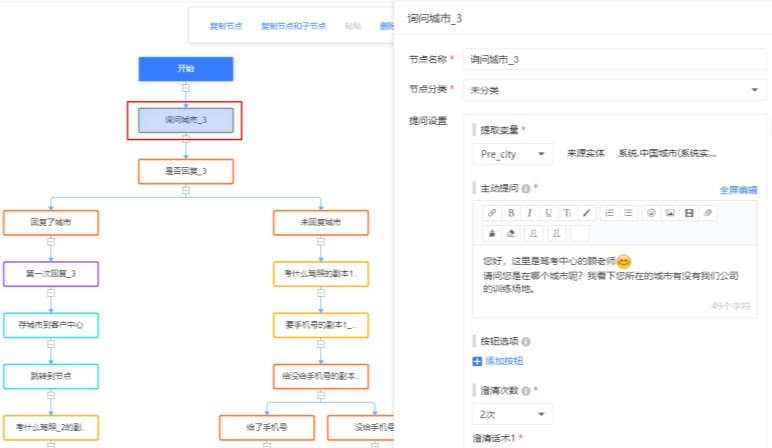 复制节点 复制节点和子节点 粘贴 删除
开始
询问城市_3
是否回复_3
回复了城市 未回复城市
第一次回复_3 考什么驾照的副本1..
存城市到客户中心 要手机号的副本1_..
跳转到节点 给没给手机号的副本..
考什么驾照_2的副.. 给了手机号 没给手机号
询问城市_3
节点名称* 询问城市_3
节点分类* 未分类
提问设置
提取变量*
Pre_city 来源实体 系统.中国城市(系统实...
主动提问 * 全屏编辑
您好，这里是驾考中心的顾老师😊
请问您是在哪个城市呢？我看下您所在的城市有没有我们公司
的训练场地。
49个字符
按钮选项
添加按钮
澄清次数 *
2次
澄清话术1 *